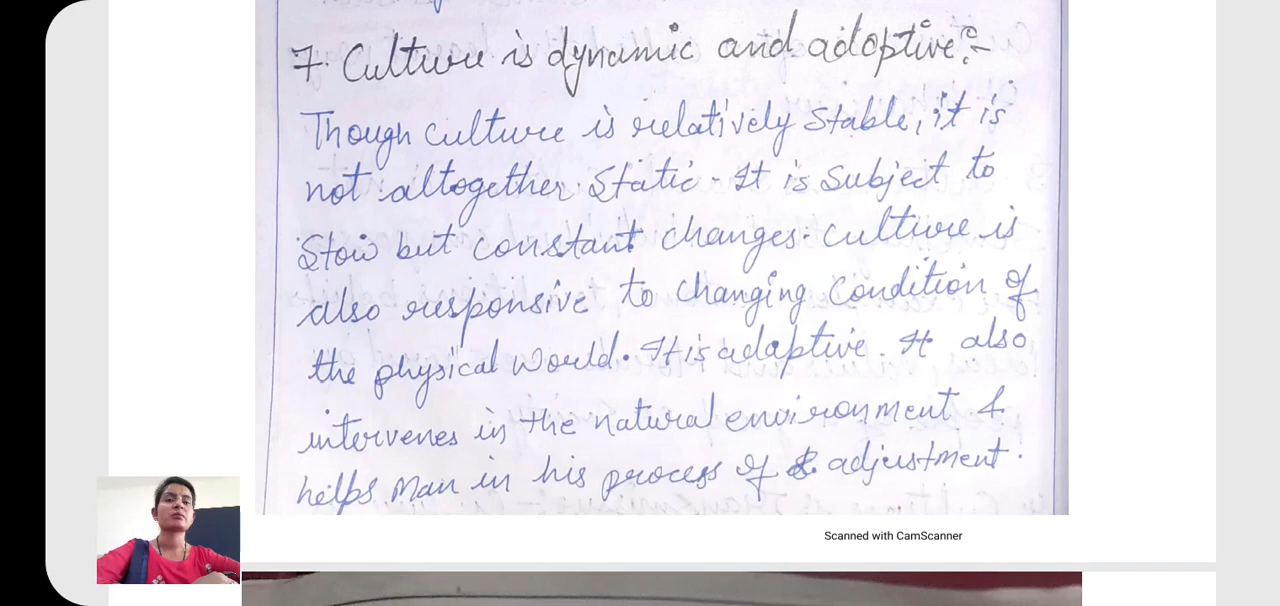 7. Culture is dynamic and adoptive:-
Though culture is relatively stable, it is
not altogether static. It is subject to
Stow but constant changes. culture is
also responsive to changing condition of
the physical world. It is adaptive. It also
intervenes in the natural environment &
helps Man in his process of adjustment.
Scanned with CamScanner